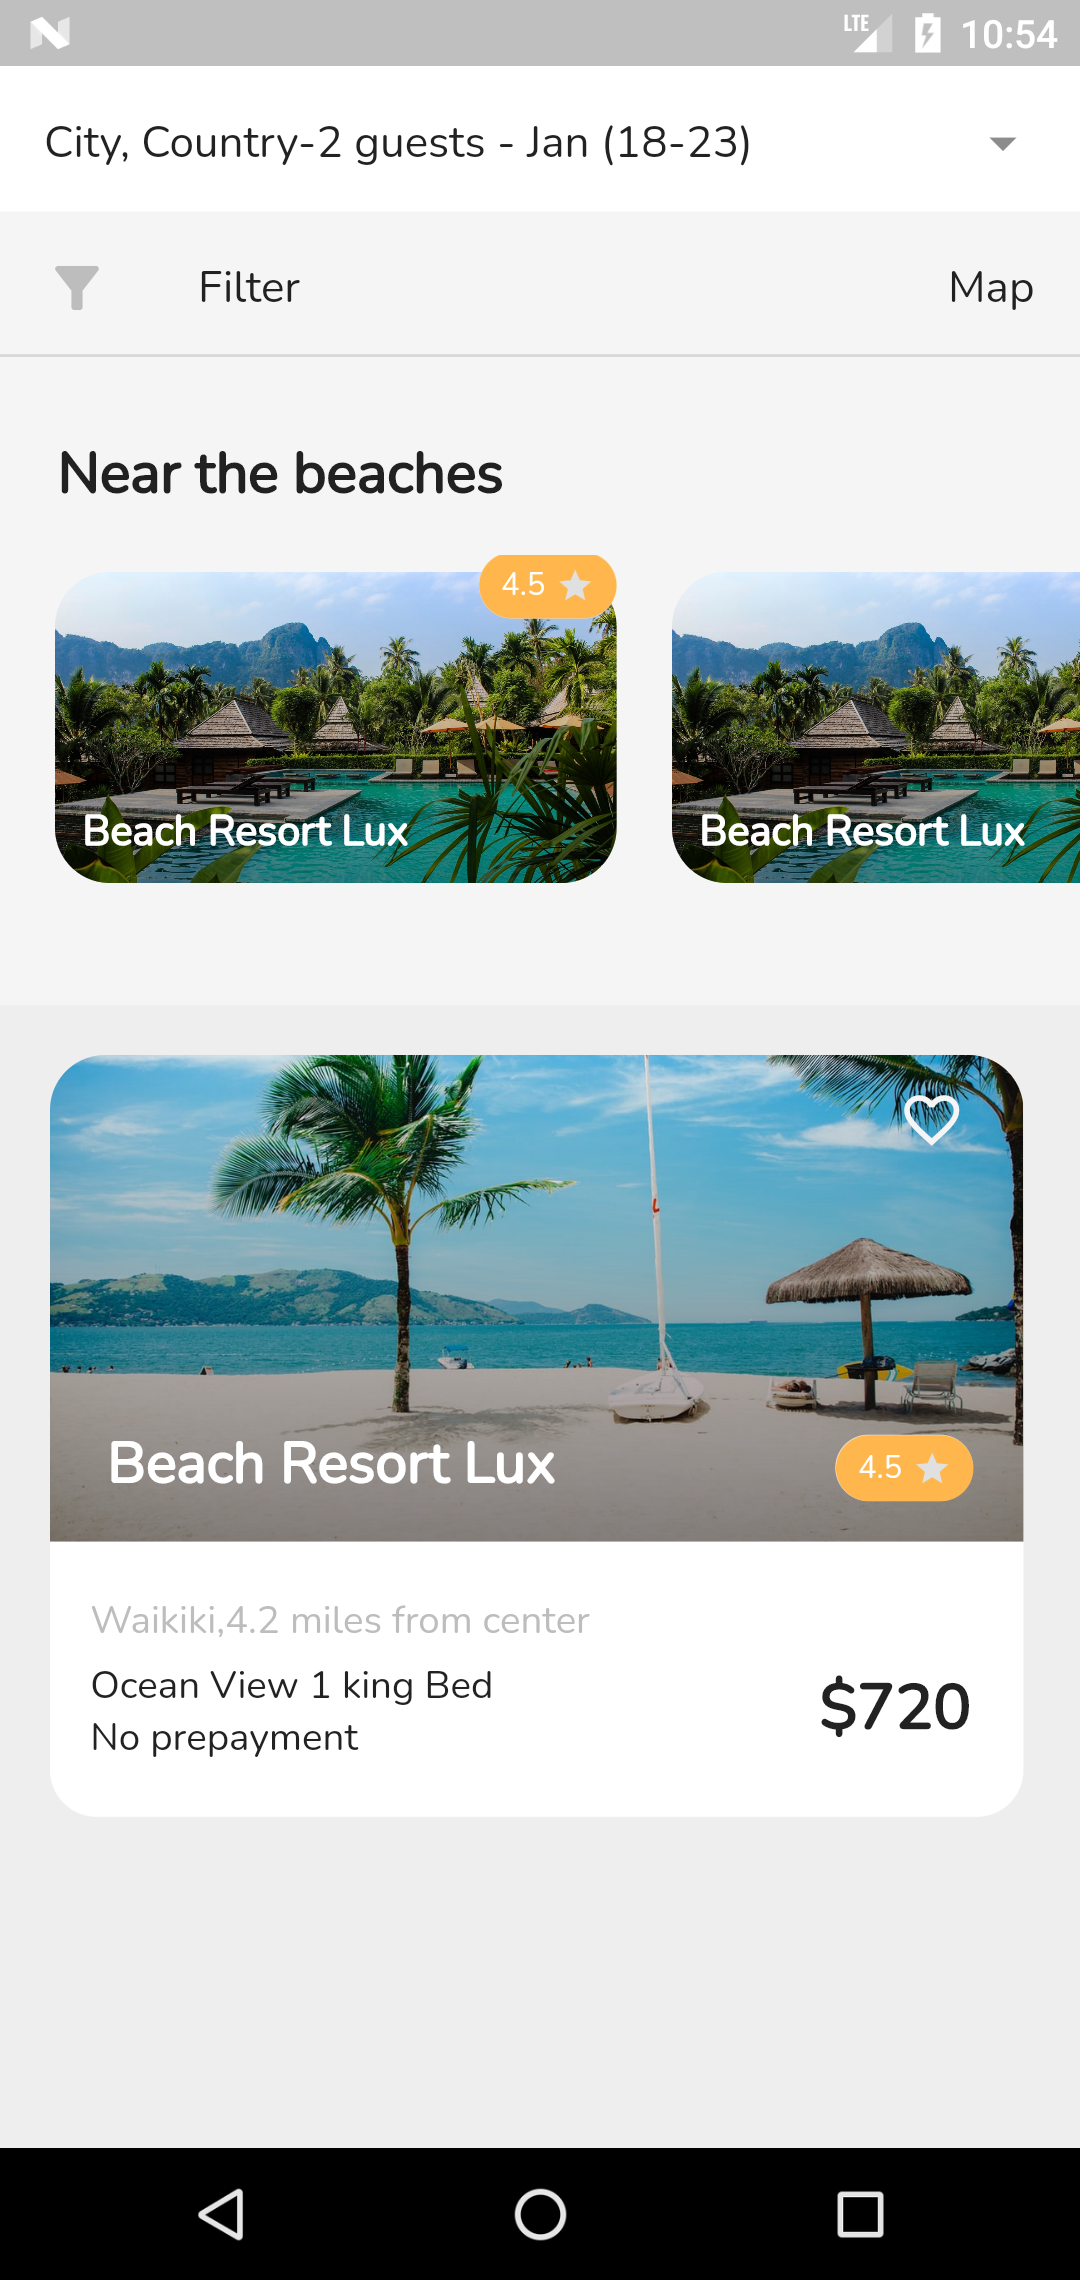 LTE 10:54
City, Country-2 guests - Jan (18-23)
Filter Map
Near the beaches
4.5
Beach Resort Lux
Beach Resort Lux
Beach Resort Lux
4.5
Waikiki,4.2 miles from center
Ocean View 1 king Bed
No prepayment
$720